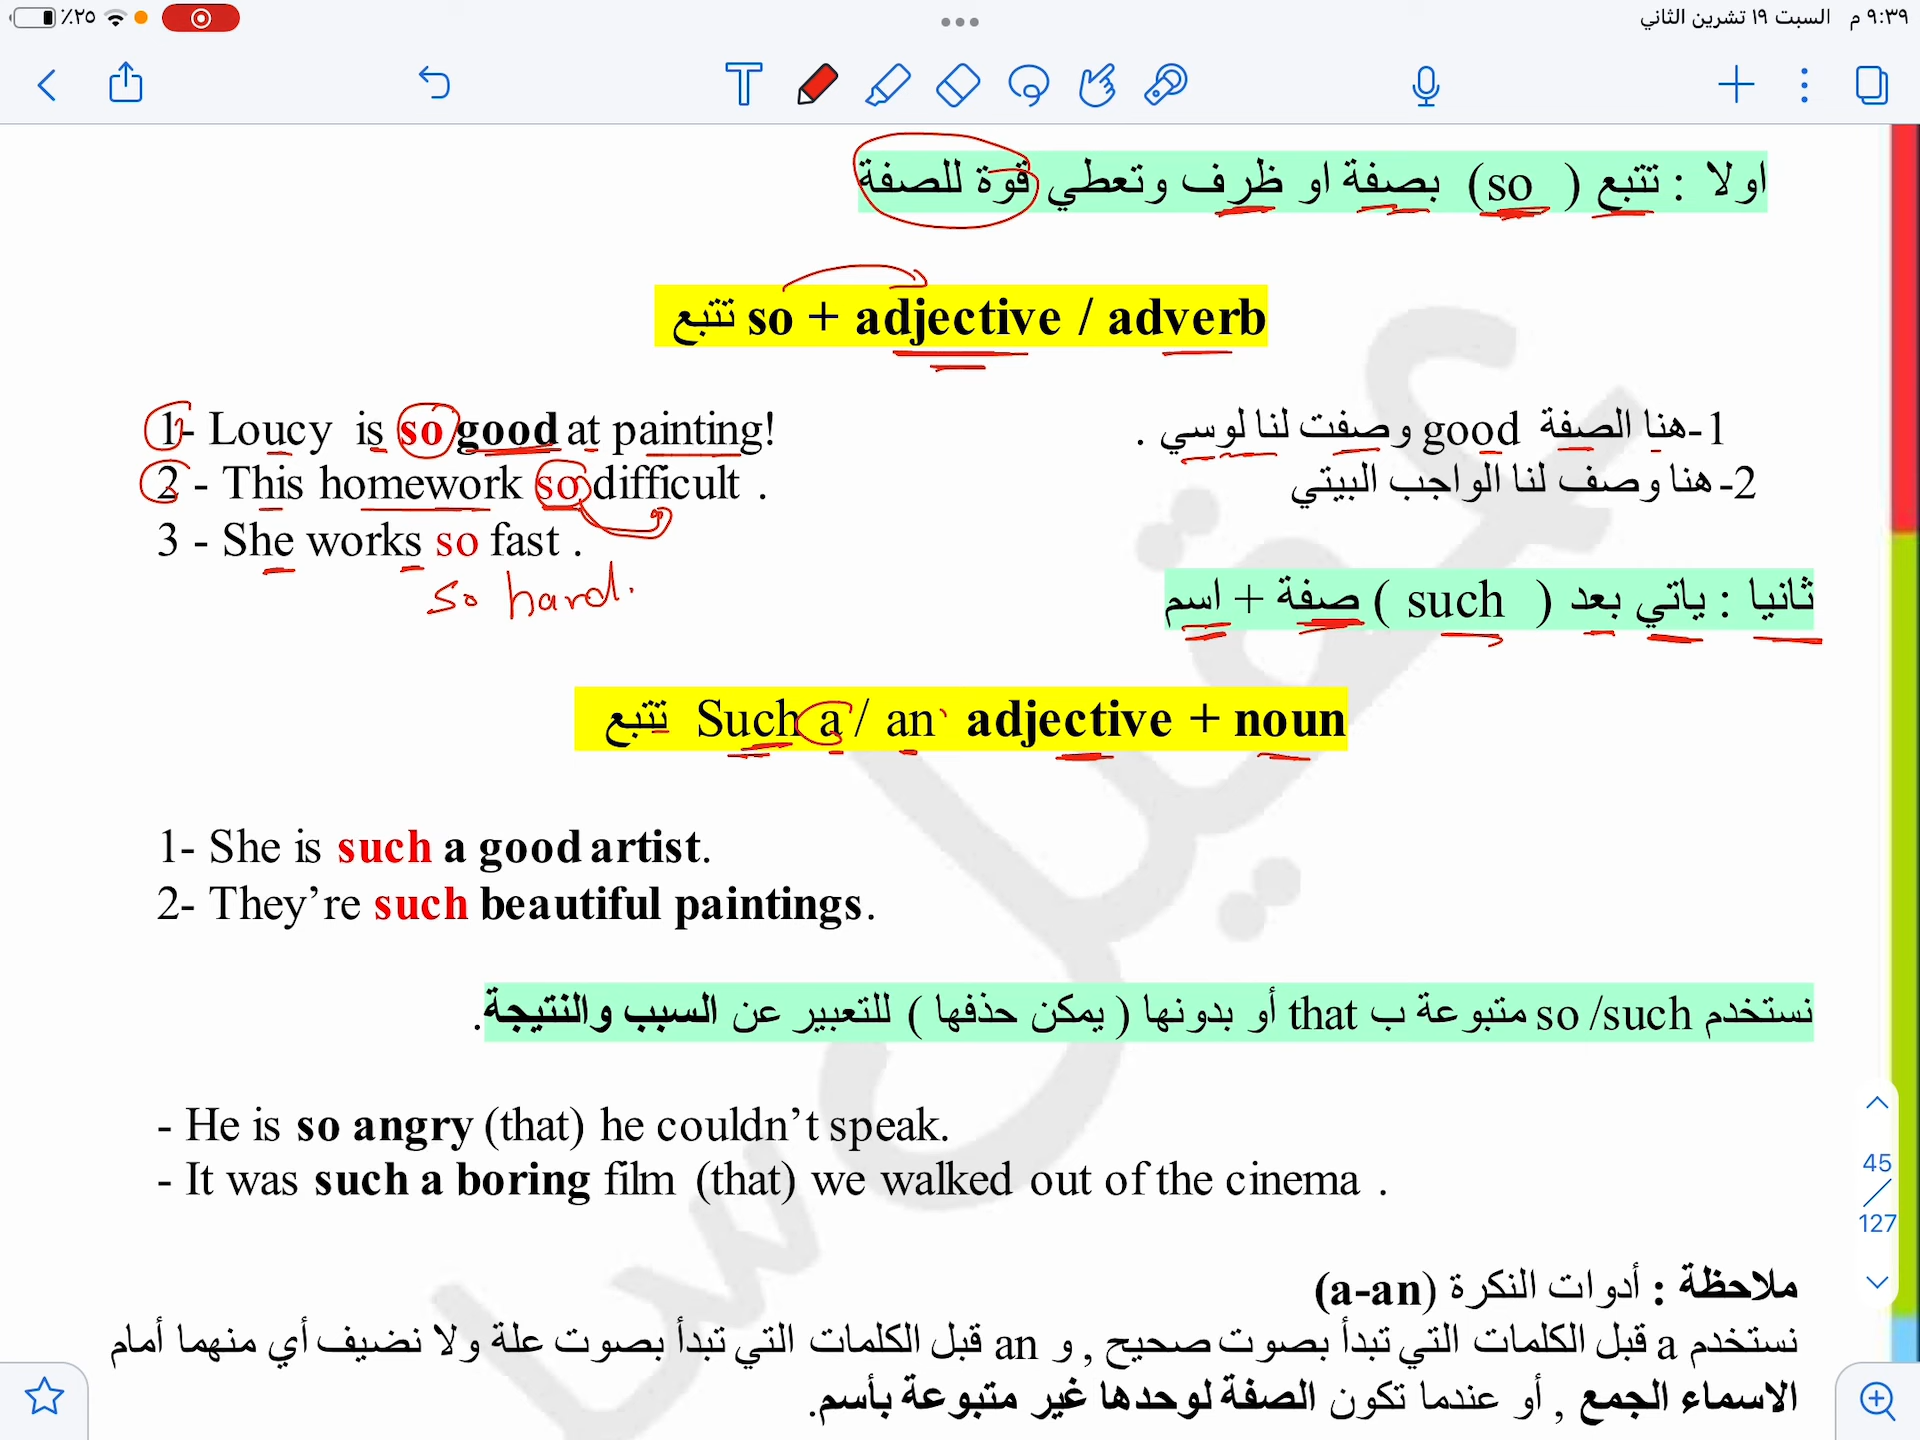 ٪٢٥
٩:٣٩ م السبت ١٩ تشرين الثاني
اولا : تتبع ( so ) بصفة او ظرف وتعطي قوة للصفة
تتبع so + adjective / adverb
1- Loucy is so good at painting!
1-هنا الصفة good وصفت لنا لوسي .
2 - This homework so difficult .
2-هنا وصف لنا الواجب البيتي
3 - She works so fast .
so hard.
ثانيا : ياتي بعد ( such ) صفة + اسم
تتبع Such a / an adjective + noun
1- She is such a good artist.
2- They’re such beautiful paintings.
نستخدم so /such متبوعة ب that أو بدونها ( يمكن حذفها ) للتعبير عن السبب والنتيجة.
- He is so angry (that) he couldn’t speak.
- It was such a boring film (that) we walked out of the cinema .
45
/
127
ملاحظة : أدوات النكرة (a-an)
نستخدم a قبل الكلمات التي تبدأ بصوت صحيح , و an قبل الكلمات التي تبدأ بصوت علة ولا نضيف أي منهما أمام
الاسماء الجمع , أو عندما تكون الصفة لوحدها غير متبوعة بأسم.